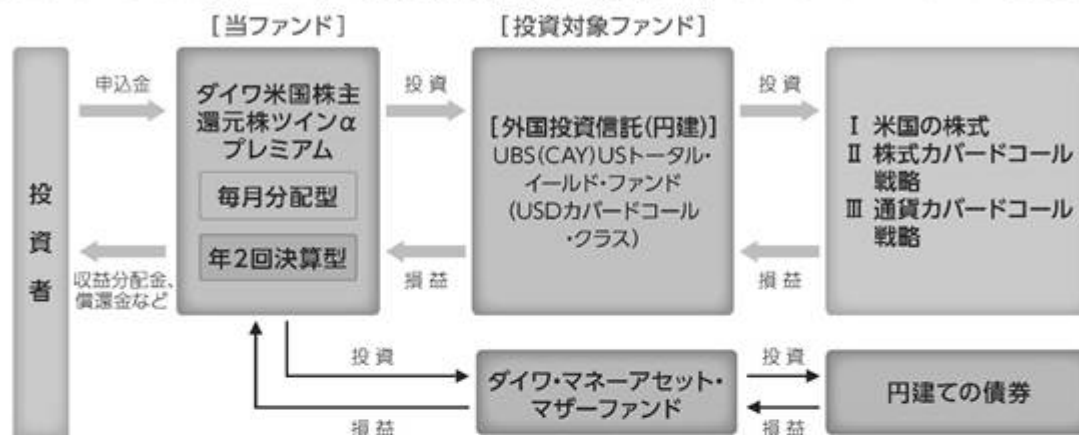 [当ファンド]
[投資対象ファンド]
投資者
申込金
収益分配金、
償還金など
ダイワ米国株主
還元株ツインα
プレミアム
毎月分配型
年2回決算型
投資
損益
[外国投資信託(円建)]
UBS(CAY)USトータル・
イールド・ファンド
(USDカバードコール
・クラス)
投資
損益
Ⅰ 米国の株式
Ⅱ 株式カバードコール
戦略
Ⅲ 通貨カバードコール
戦略
投資
損益
ダイワ・マネーアセット・
マザーファンド
投資
損益
円建ての債券